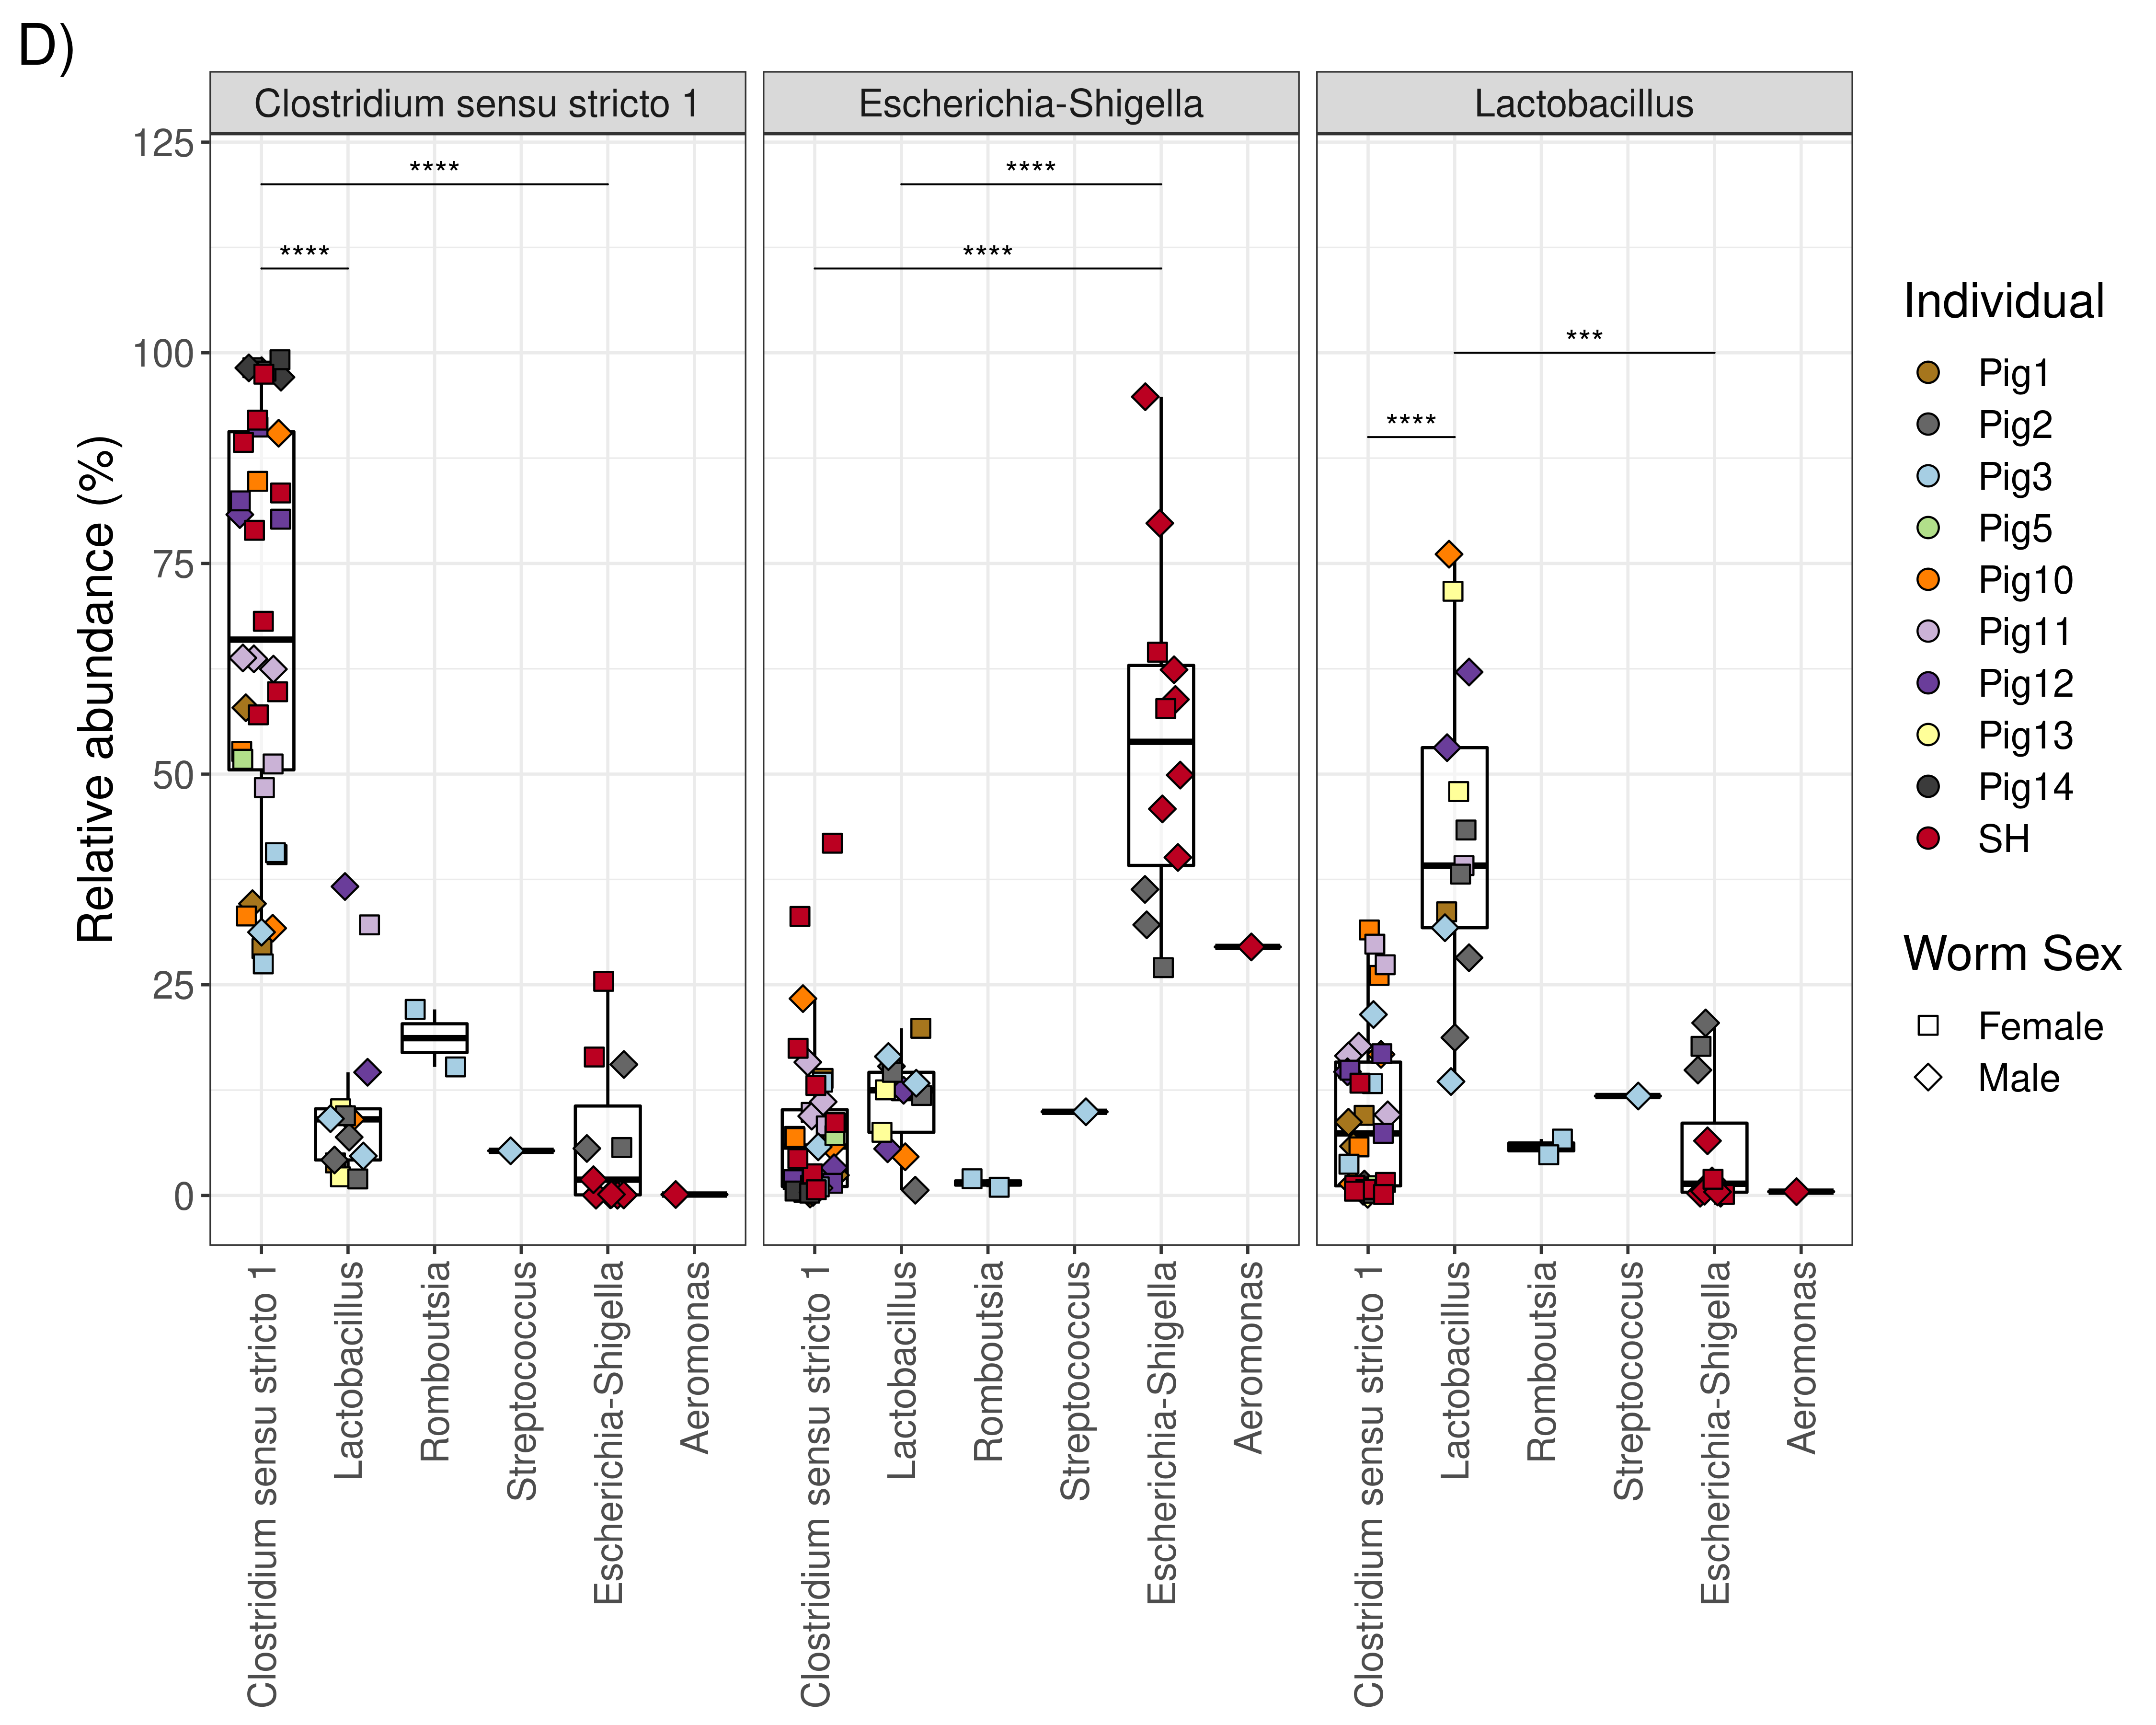 D)
Clostridium sensu stricto 1
Escherichia-Shigella
Lactobacillus
Relative abundance (%)
125
100
75
50
25
0
****
****
****
****
***
****
Clostridium sensu stricto 1
Lactobacillus
Romboutsia
Streptococcus
Escherichia-Shigella
Aeromonas
Clostridium sensu stricto 1
Lactobacillus
Romboutsia
Streptococcus
Escherichia-Shigella
Aeromonas
Clostridium sensu stricto 1
Lactobacillus
Romboutsia
Streptococcus
Escherichia-Shigella
Aeromonas
Individual
Pig1
Pig2
Pig3
Pig5
Pig10
Pig11
Pig12
Pig13
Pig14
SH
Worm Sex
Female
Male